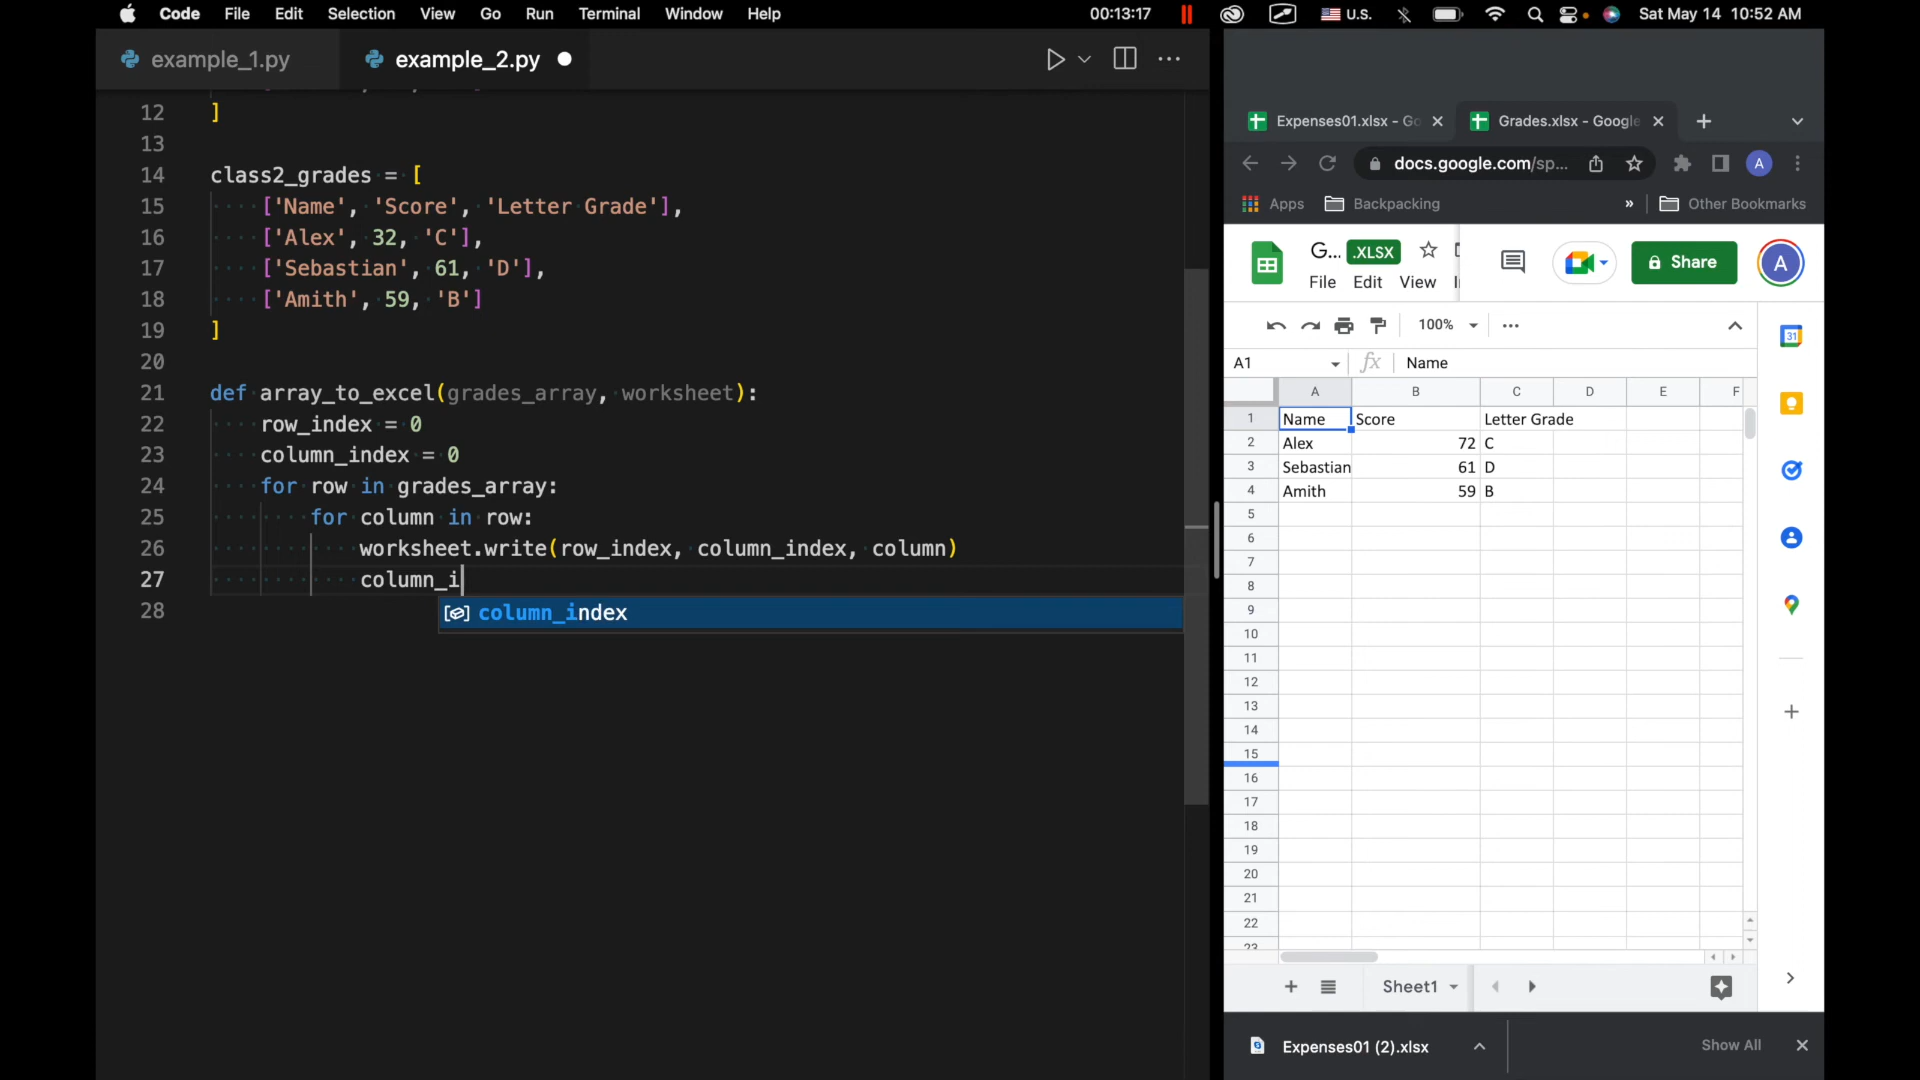 Code File Edit Selection View Go Run Terminal Window Help 00:13:17 U.S. Sat May 14 10:52 AM
example_1.py example_2.py
12 ]
13
14 class2_grades = [
15 ['Name', 'Score', 'Letter Grade'],
16 ['Alex', 32, 'C'],
17 ['Sebastian', 61, 'D'],
18 ['Amith', 59, 'B']
19 ]
20
21 def array_to_excel(grades_array, worksheet):
22 row_index = 0
23 column_index = 0
24 for row in grades_array:
25 for column in row:
26 worksheet.write(row_index, column_index, column)
27 column_i
column_index
28
Expenses01.xlsx - Go Grades.xlsx - Google
docs.google.com/sp... A
Apps Backpacking » Other Bookmarks
G... .XLSX Share A
File Edit View
100%
31
A1 fx Name
A B C D E F
1 Name Score Letter Grade
2 Alex 72 C
3 Sebastian 61 D
4 Amith 59 B
5
6
7
8
9
10
11
12
13
14
15
16
17
18
19
20
21
22
23
Sheet1
Expenses01 (2).xlsx Show All